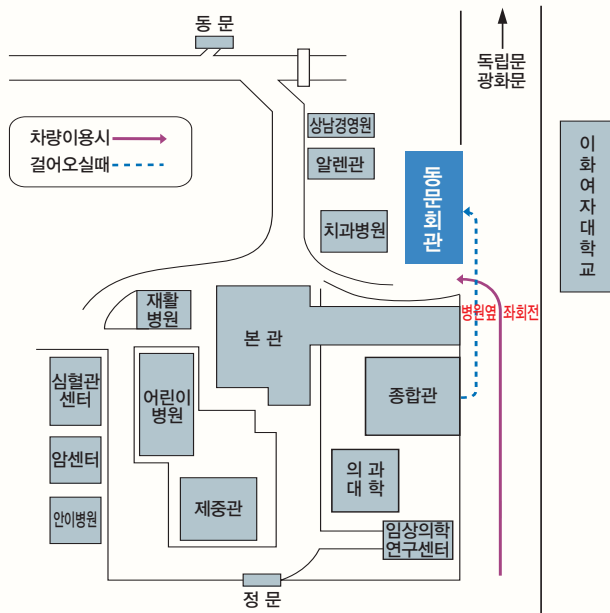 동 문
독립문
광화문
차량이용시
걸어오실때
상남경영원
알렌관
동문회관
이화여자대학교
치과병원
재활
병원
본 관
병원옆 좌회전
심혈관
센터
어린이
병원
종합관
암센터
의 과
대 학
제중관
안이병원
임상의학
연구센터
정 문